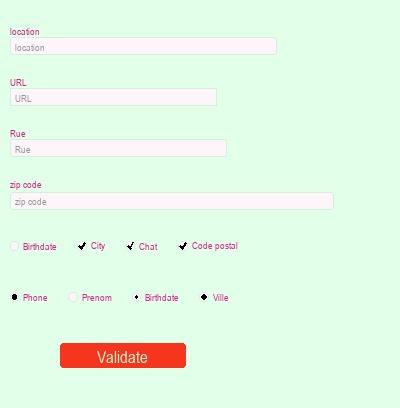 location
location
URL
URL
Rue
Rue
zip code
zip code
Birthdate City Chat Code postal
Phone Prenom Birthdate Ville
Validate